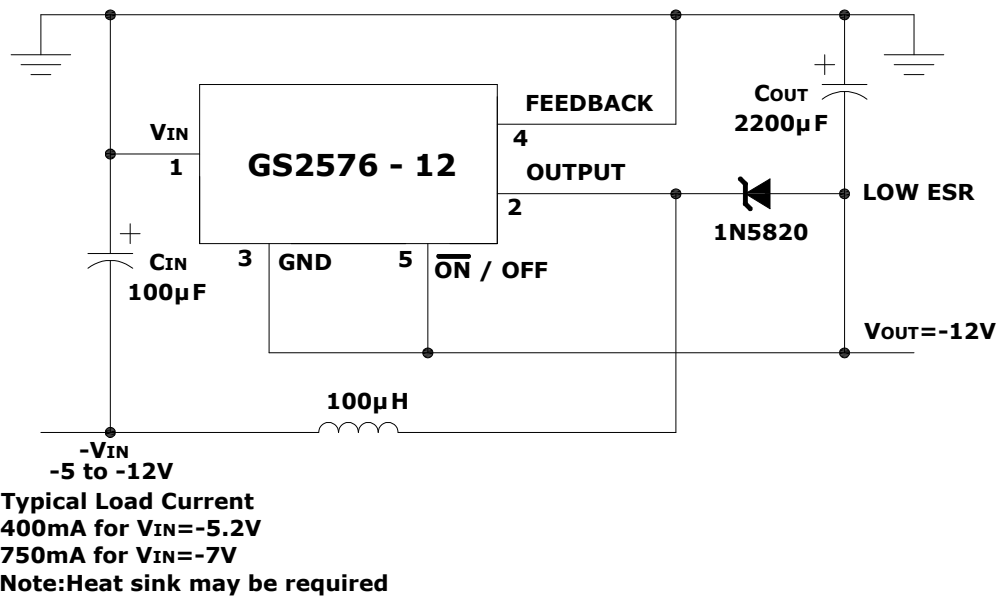 FEEDBACK
4
COUT
2200µF
VIN
1
GS2576 - 12
OUTPUT
2
LOW ESR
1N5820
+
+
CIN
100µF
3
GND
5
ON / OFF
VOUT=-12V
100µH
-VIN
-5 to -12V
Typical Load Current
400mA for VIN=-5.2V
750mA for VIN=-7V
Note:Heat sink may be required